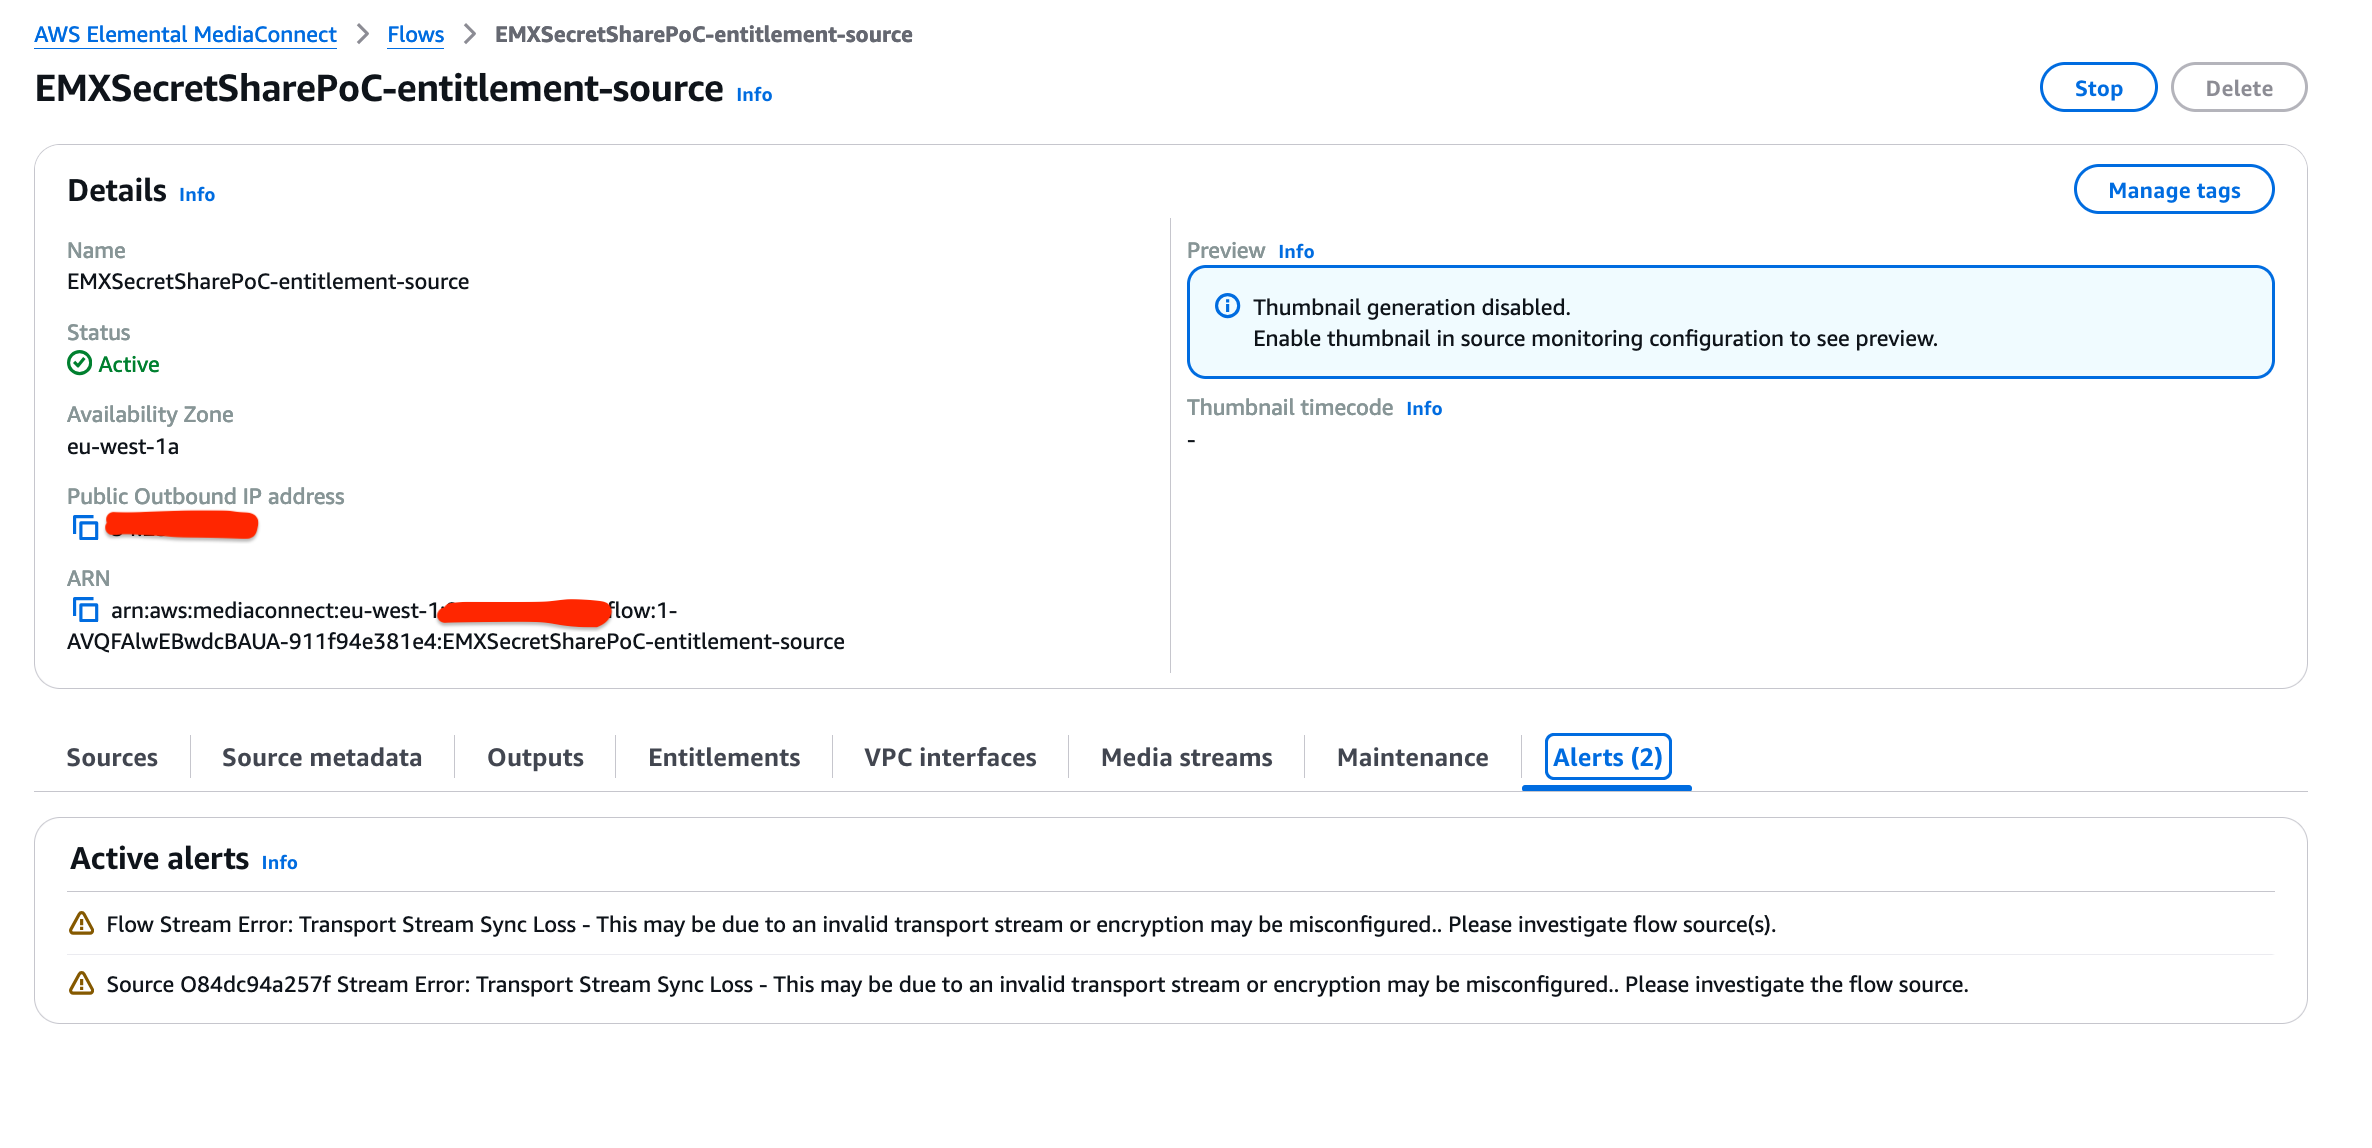 AWS Elemental MediaConnect > Flows > EMXSecretSharePoC-entitlement-source
EMXSecretSharePoC-entitlement-source Info
Stop
Delete
Details Info
Manage tags
Name
EMXSecretSharePoC-entitlement-source
Status
Active
Availability Zone
eu-west-1a
Public Outbound IP address
ARN
arn:aws:mediaconnect:eu-west-1: flow:1-
AVQFAlwEBwdcBAUA-911f94e381e4:EMXSecretSharePoC-entitlement-source
Preview Info
Thumbnail generation disabled.
Enable thumbnail in source monitoring configuration to see preview.
Thumbnail timecode Info
-
Sources
Source metadata
Outputs
Entitlements
VPC interfaces
Media streams
Maintenance
Alerts (2)
Active alerts Info
Flow Stream Error: Transport Stream Sync Loss - This may be due to an invalid transport stream or encryption may be misconfigured.. Please investigate flow source(s).
Source O84dc94a257f Stream Error: Transport Stream Sync Loss - This may be due to an invalid transport stream or encryption may be misconfigured.. Please investigate the flow source.